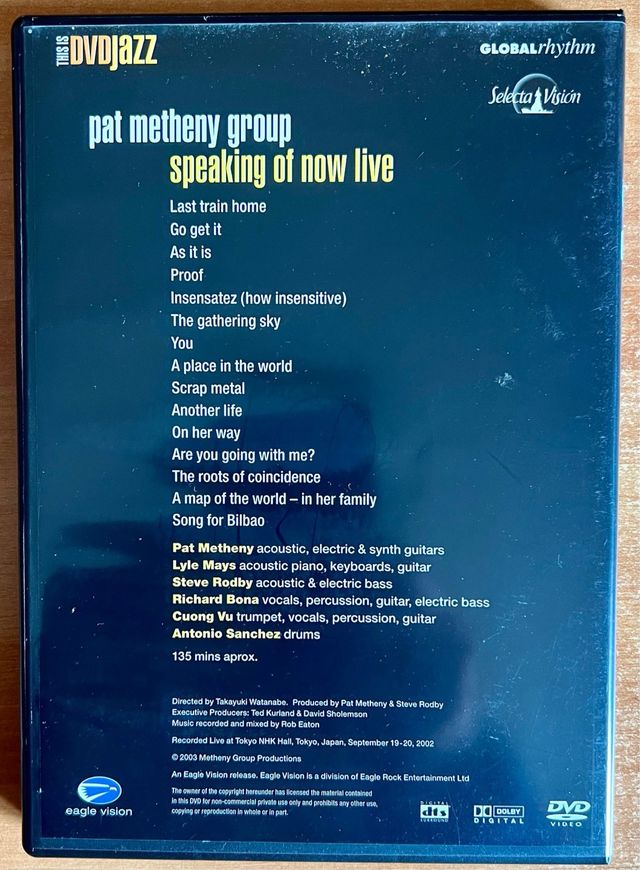 THIS IS DVDJazz
GLOBALrhythm
Selecta Visión
pat metheny group
speaking of now live
Last train home
Go get it
As it is
Proof
Insensatez (how insensitive)
The gathering sky
You
A place in the world
Scrap metal
Another life
On her way
Are you going with me?
The roots of coincidence
A map of the world – in her family
Song for Bilbao
Pat Metheny acoustic, electric & synth guitars
Lyle Mays acoustic piano, keyboards, guitar
Steve Rodby acoustic & electric bass
Richard Bona vocals, percussion, guitar, electric bass
Cuong Vu trumpet, vocals, percussion, guitar
Antonio Sanchez drums
135 mins aprox.
Directed by Takayuki Watanabe. Produced by Pat Metheny & Steve Rodby
Executive Producers: Ted Kurland & David Sholemson
Music recorded and mixed by Rob Eaton
Recorded Live at Tokyo NHK Hall, Tokyo, Japan, September 19-20, 2002
© 2003 Metheny Group Productions
An Eagle Vision release. Eagle Vision is a division of Eagle Rock Entertainment Ltd
The owner of the copyright hereunder has licensed the material contained
in this DVD for non-commercial private use only and prohibits any other use,
copying or reproduction in whole or in part.
eagle vision
DIGITAL
dts
SURROUND
DOLBY
DIGITAL
DVD
VIDEO